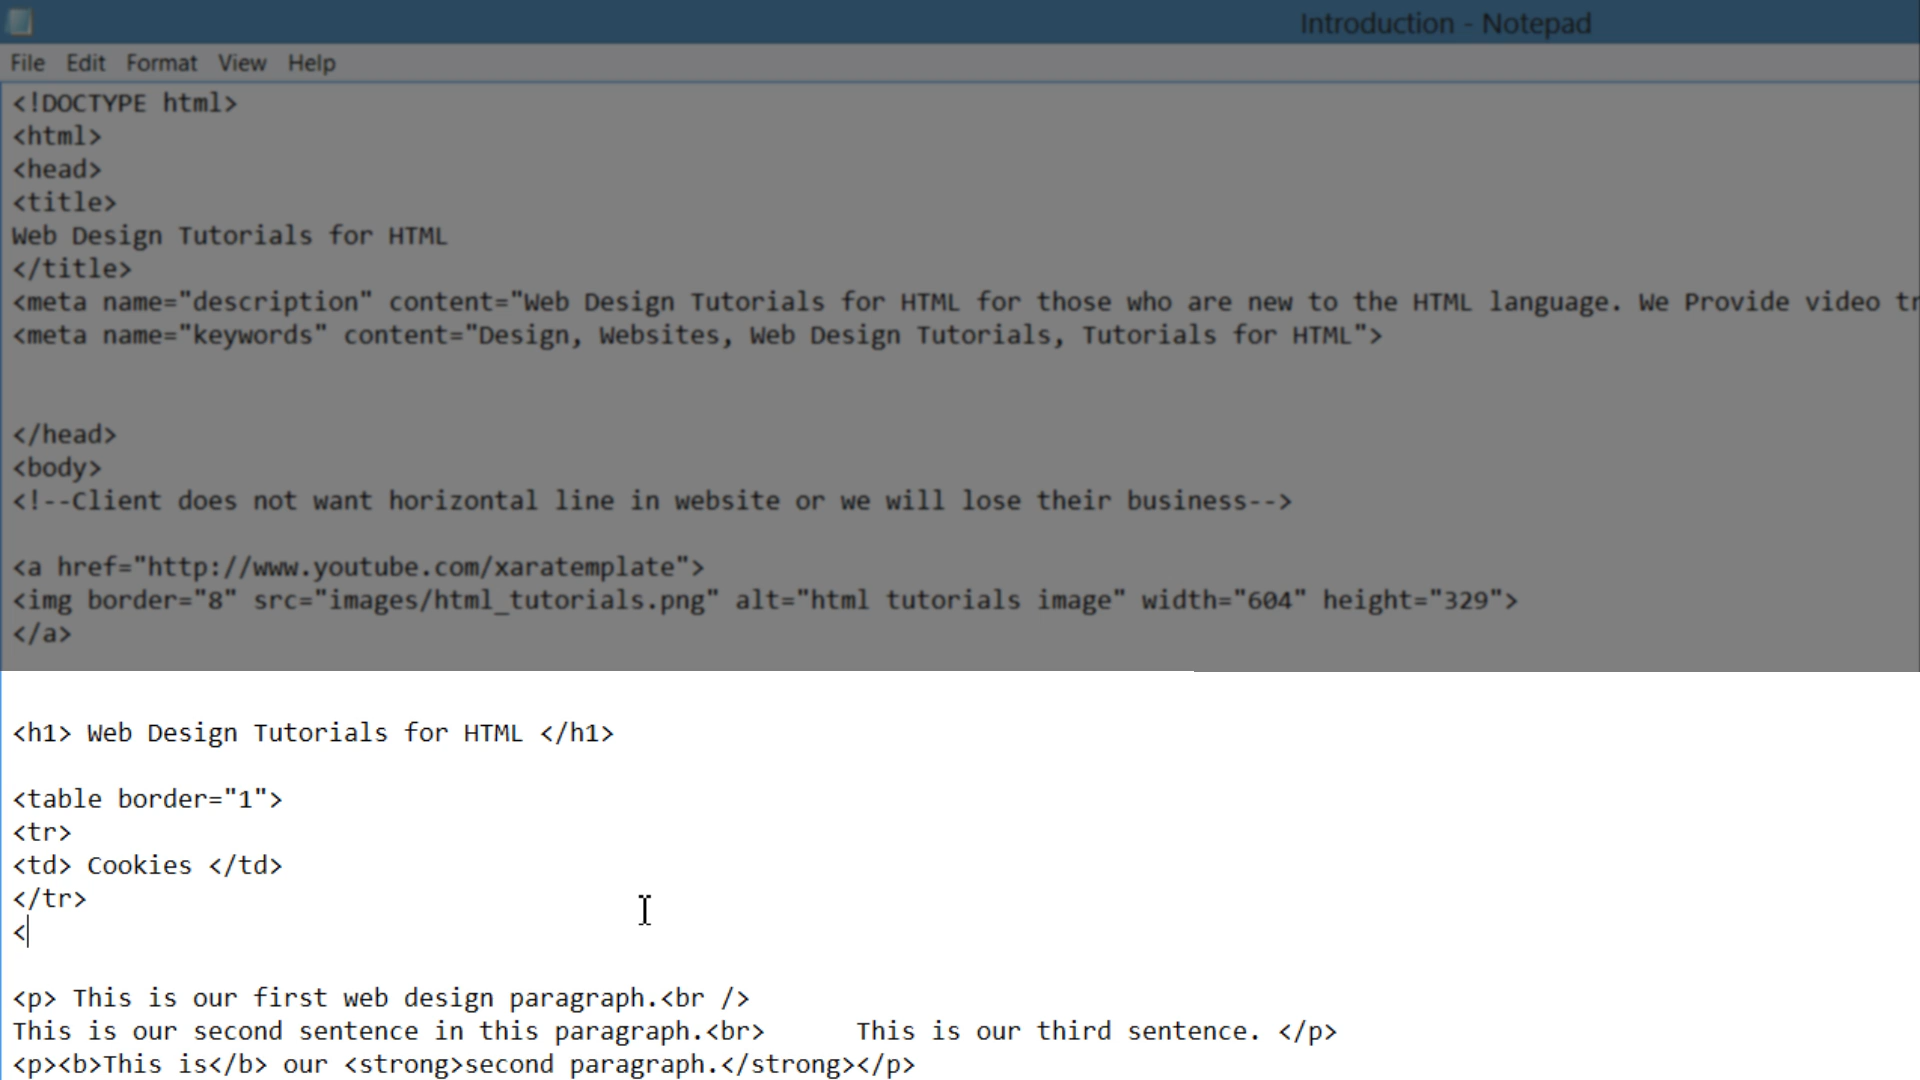 Introduction - Notepad
File Edit Format View Help
<!DOCTYPE html>
<html>
<head>
<title>
Web Design Tutorials for HTML
</title>
<meta name="description" content="Web Design Tutorials for HTML for those who are new to the HTML language. We Provide video tr
<meta name="keywords" content="Design, Websites, Web Design Tutorials, Tutorials for HTML">
</head>
<body>
<!--Client does not want horizontal line in website or we will lose their business-->
<a href="http://www.youtube.com/xaratemplate">
<img border="8" src="images/html_tutorials.png" alt="html tutorials image" width="604" height="329">
</a>
<h1> Web Design Tutorials for HTML </h1>
<table border="1">
<tr>
<td> Cookies </td>
</tr>
<
<p> This is our first web design paragraph.<br />
This is our second sentence in this paragraph.<br>      This is our third sentence. </p>
<p><b>This is</b> our <strong>second paragraph.</strong></p>